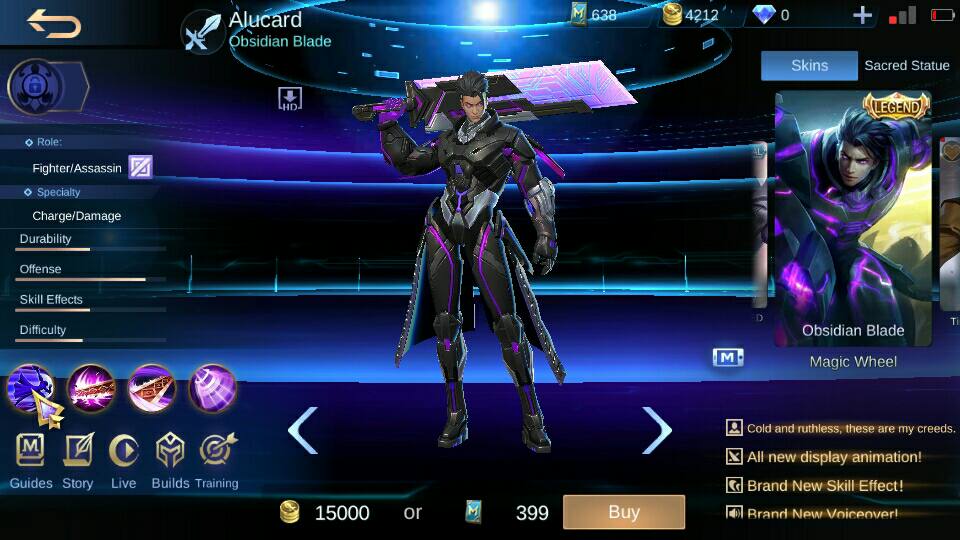 Alucard
Obsidian Blade
638
4212
0
HD
Skins
Sacred Statue
LEGEND
Role:
Fighter/Assassin
Specialty
Charge/Damage
Durability
Offense
Skill Effects
Difficulty
Obsidian Blade
Magic Wheel
M
Cold and ruthless, these are my creeds.
All new display animation!
Brand New Skill Effect!
Brand New Voiceover!
Guides
Story
Live
Builds
Training
15000
or
399
Buy